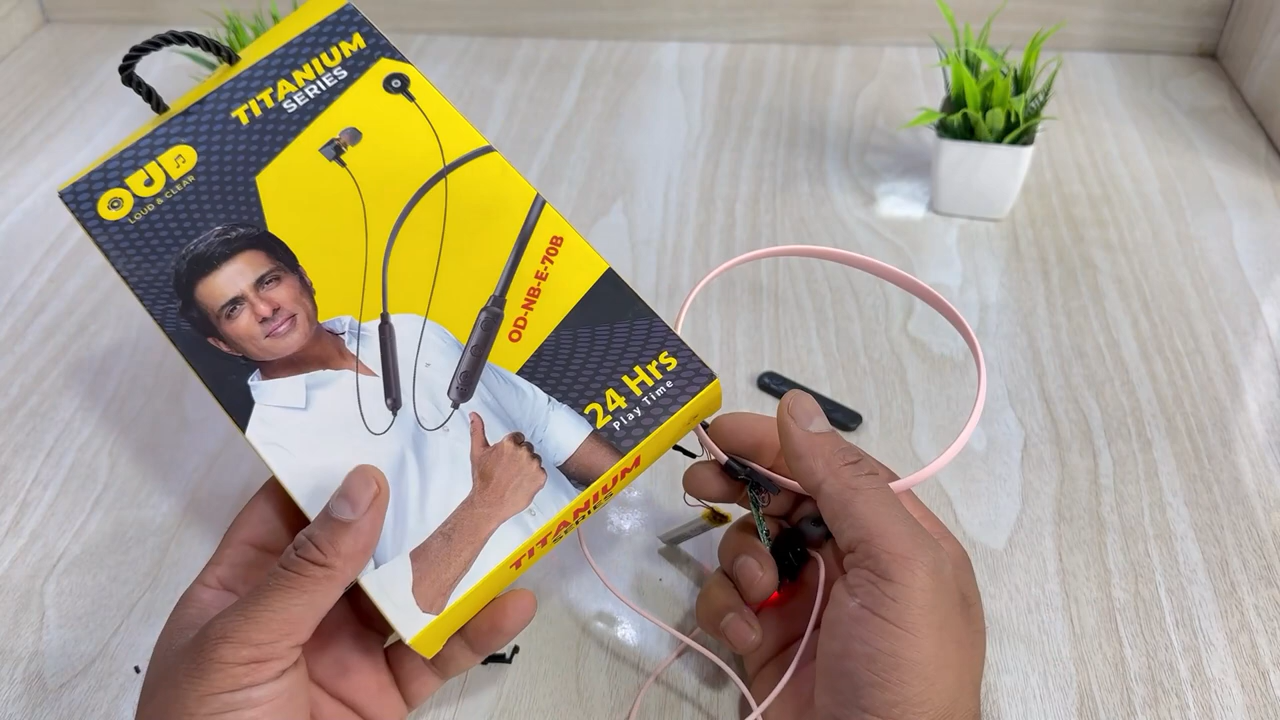 TITANIUM
SERIES
OUD
LOUD & CLEAR
OD-NB-E-70B
24 Hrs
Play Time
TITANIUM
SERIES